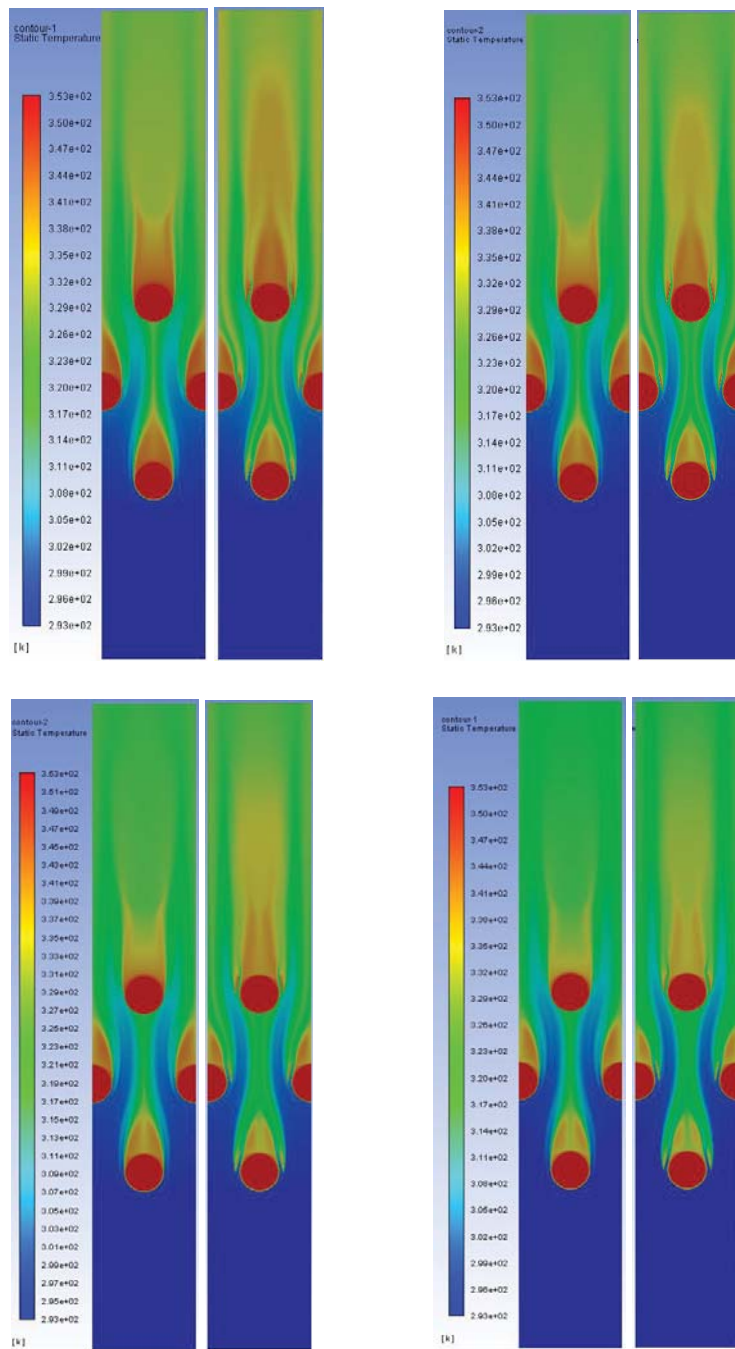 contour-1
Static Temperature
3.53e+02
3.50e+02
3.47e+02
3.44e+02
3.41e+02
3.38e+02
3.35e+02
3.32e+02
3.29e+02
3.26e+02
3.23e+02
3.20e+02
3.17e+02
3.14e+02
3.11e+02
3.08e+02
3.05e+02
3.02e+02
2.99e+02
2.96e+02
2.93e+02
[k]
contour-2
Static Temperature
3.53e+02
3.50e+02
3.47e+02
3.44e+02
3.41e+02
3.38e+02
3.35e+02
3.32e+02
3.29e+02
3.26e+02
3.23e+02
3.20e+02
3.17e+02
3.14e+02
3.11e+02
3.08e+02
3.05e+02
3.02e+02
2.99e+02
2.96e+02
2.93e+02
[k]
contour-2
Static Temperature
3.53e+02
3.51e+02
3.49e+02
3.47e+02
3.45e+02
3.43e+02
3.41e+02
3.39e+02
3.37e+02
3.35e+02
3.33e+02
3.31e+02
3.29e+02
3.27e+02
3.25e+02
3.23e+02
3.21e+02
3.19e+02
3.17e+02
3.15e+02
3.13e+02
3.11e+02
3.09e+02
3.07e+02
3.05e+02
3.03e+02
3.01e+02
2.99e+02
2.97e+02
2.95e+02
2.93e+02
[k]
contour-1
Static Temperature
3.53e+02
3.50e+02
3.47e+02
3.44e+02
3.41e+02
3.38e+02
3.35e+02
3.32e+02
3.29e+02
3.26e+02
3.23e+02
3.20e+02
3.17e+02
3.14e+02
3.11e+02
3.08e+02
3.05e+02
3.02e+02
2.99e+02
2.96e+02
2.93e+02
[k]